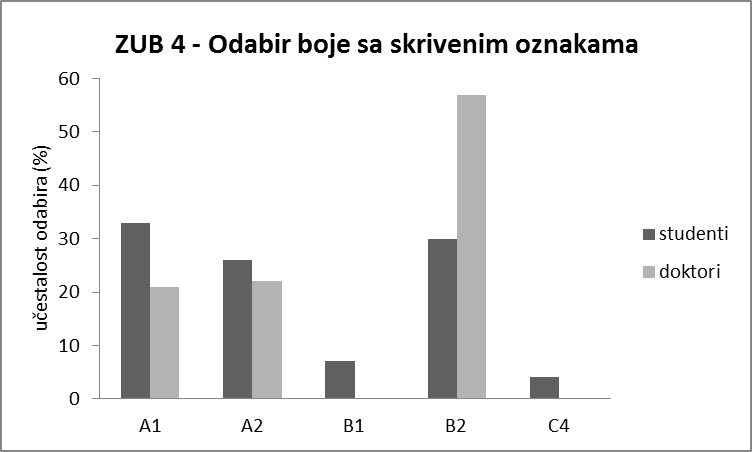 ZUB 4 - Odabir boje sa skrivenim oznakama
učestalost odabira (%)
60
50
40
30
20
10
0
A1 A2 B1 B2 C4
studenti
doktori